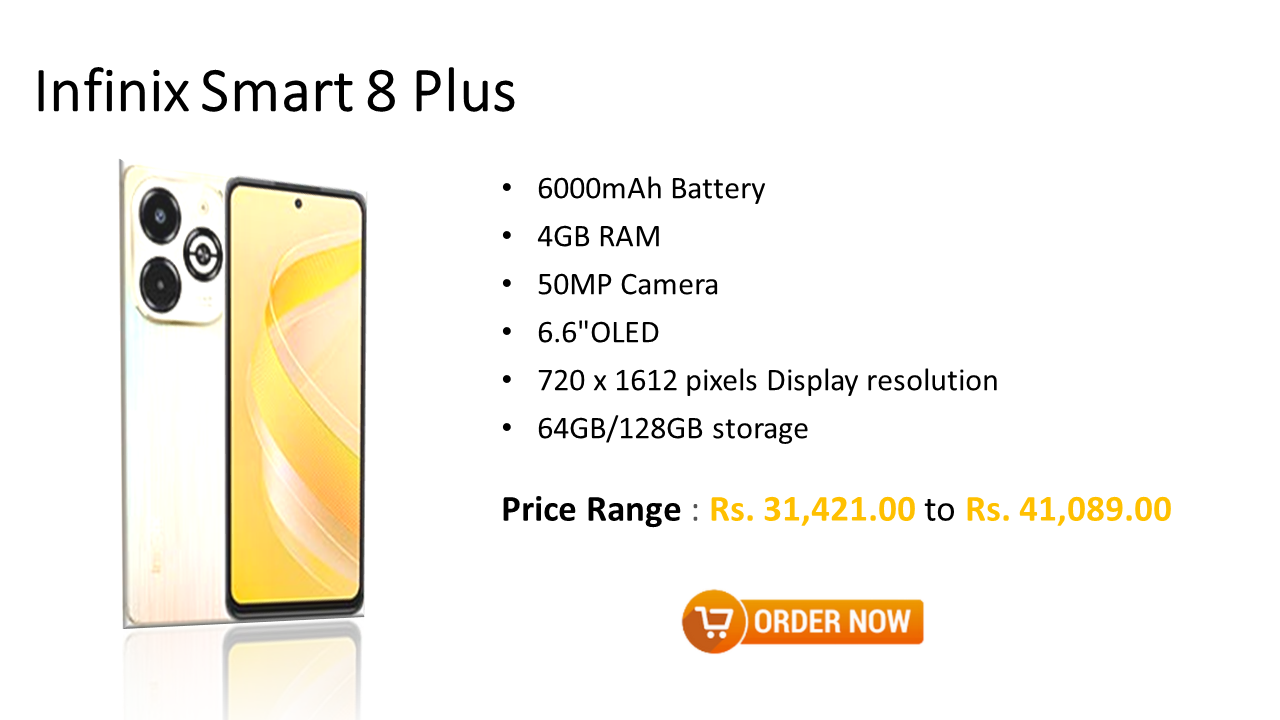 Infinix Smart 8 Plus
• 6000mAh Battery
• 4GB RAM
• 50MP Camera
• 6.6"OLED
• 720 x 1612 pixels Display resolution
• 64GB/128GB storage
Price Range : Rs. 31,421.00 to Rs. 41,089.00
ORDER NOW